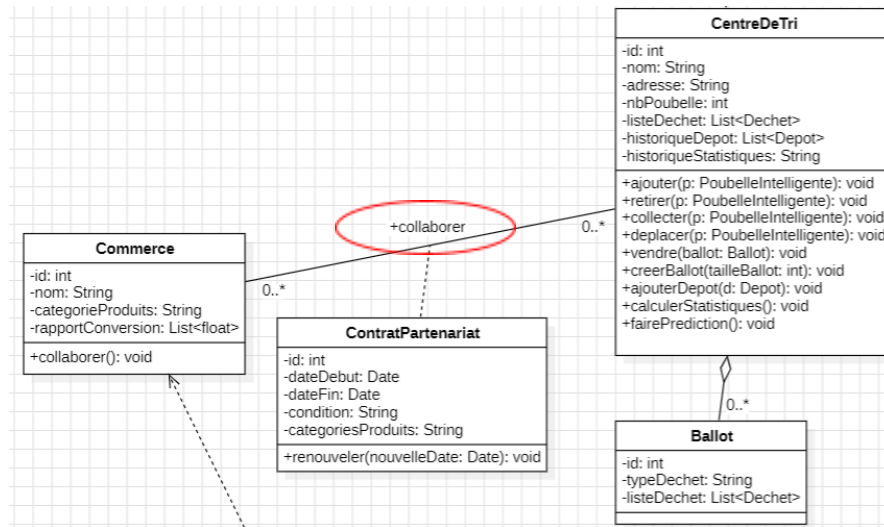 CentreDeTri
-id: int
-nom: String
-adresse: String
-nbPoubelle: int
-listeDechet: List<Dechet>
-historiqueDepot: List<Depot>
-historiqueStatistiques: String
+ajouter(p: PoubelleIntelligente): void
+retirer(p: PoubelleIntelligente): void
+collecter(p: PoubelleIntelligente): void
+deplacer(p: PoubelleIntelligente): void
+vendre(ballot: Ballot): void
+creerBallot(tailleBallot: int): void
+ajouterDepot(d: Depot): void
+calculerStatistiques(): void
+fairePrediction(): void
+collaborer
0..*
Commerce
-id: int
-nom: String
-categorieProduits: String
-rapportConversion: List<float>
+collaborer(): void
0..*
ContratPartenariat
-id: int
-dateDebut: Date
-dateFin: Date
-condition: String
-categoriesProduits: String
+renouveler(nouvelleDate: Date): void
0..*
Ballot
-id: int
-typeDechet: String
-listeDechet: List<Dechet>